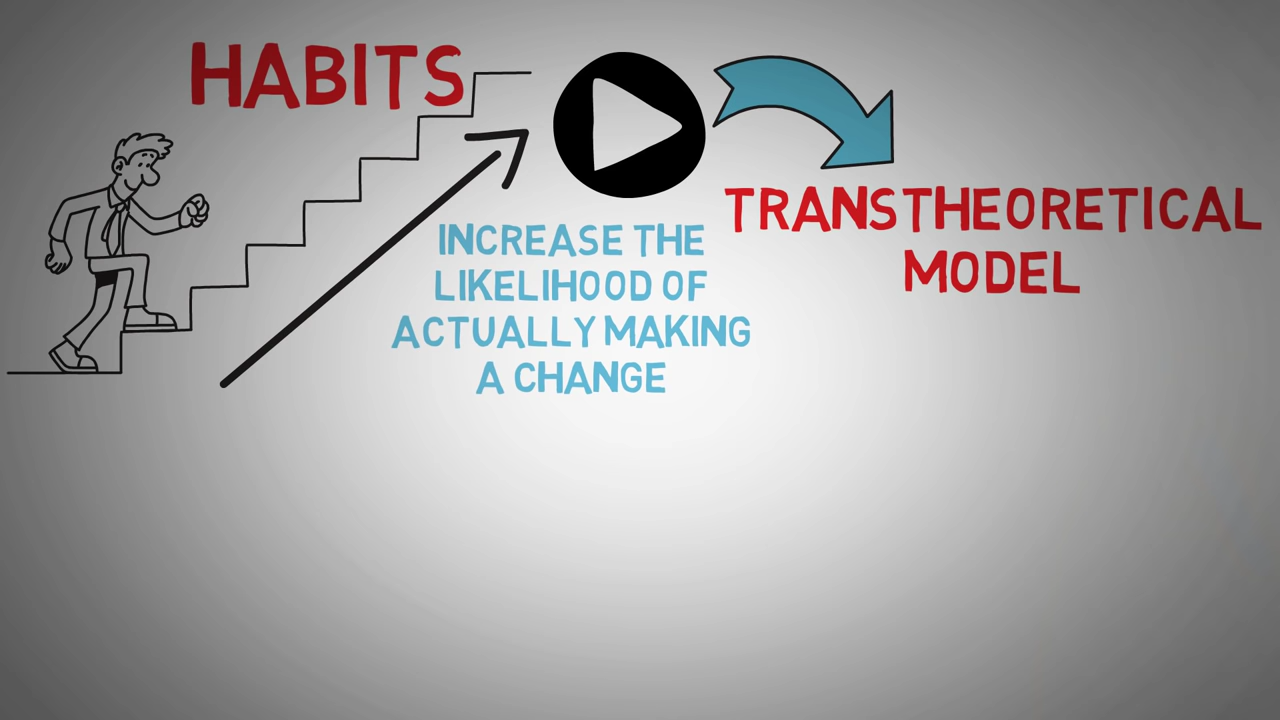 HABITS
INCREASE THE
LIKELIHOOD OF
ACTUALLY MAKING
A CHANGE
TRANSTHEORETICAL
MODEL